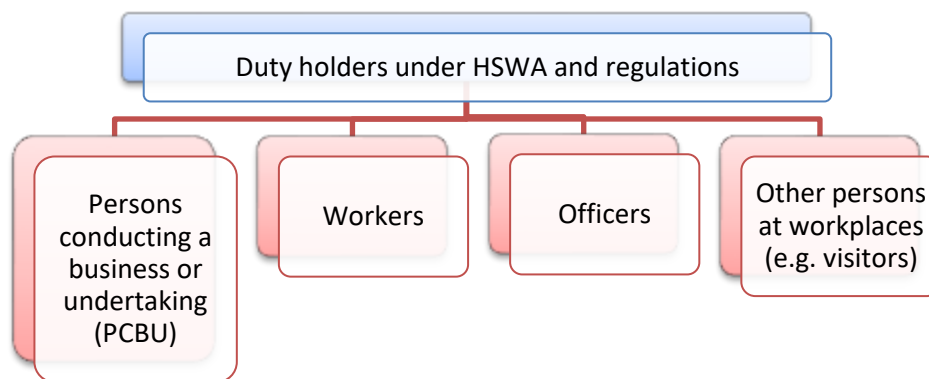 Duty holders under HSWA and regulations
Persons
conducting a
business or
undertaking
(PCBU)
Workers
Officers
Other persons
at workplaces
(e.g. visitors)